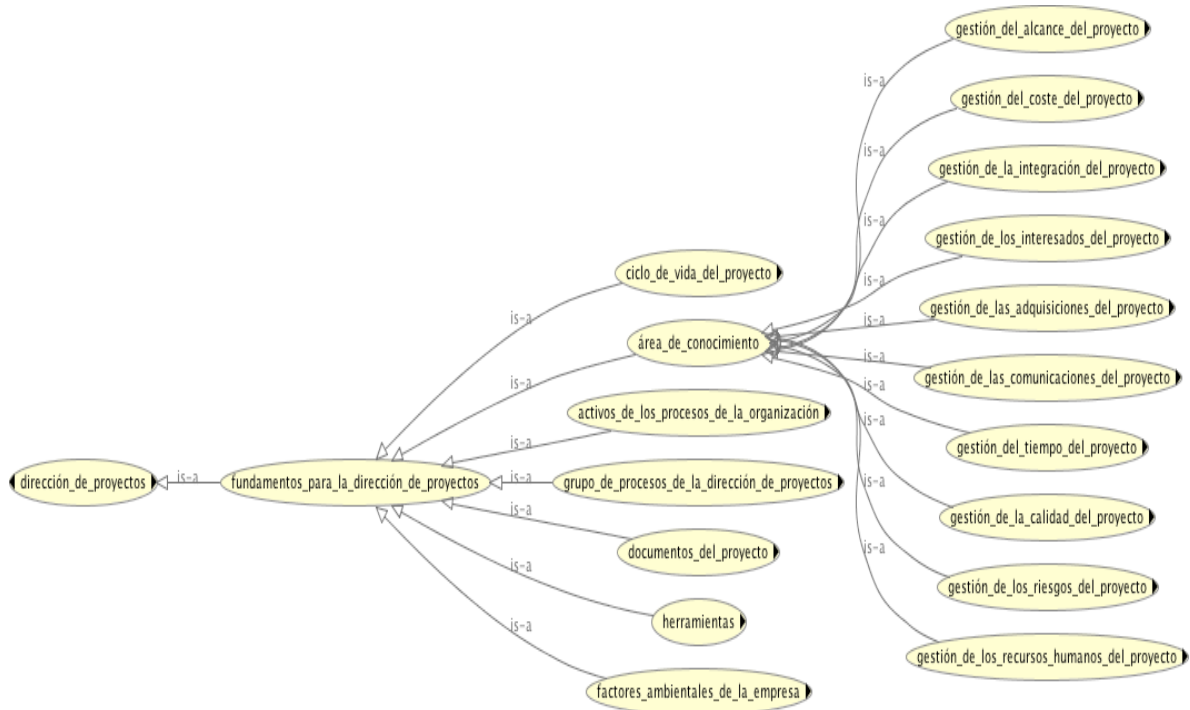 gestión_del_alcance_del_proyecto
is-a
gestión_del_coste_del_proyecto
is-a
gestión_de_la_integración_del_proyecto
is-a
gestión_de_los_interesados_del_proyecto
ciclo_de_vida_del_proyecto
is-a
gestión_de_las_adquisiciones_del_proyecto
is-a
is-a
área_de_conocimiento
is-a
gestión_de_las_comunicaciones_del_proyecto
is-a
is-a
activos_de_los_procesos_de_la_organización
is-a
is-a
gestión_del_tiempo_del_proyecto
dirección_de_proyectos
is-a
fundamentos_para_la_dirección_de_proyectos
is-a
grupo_de_procesos_de_la_dirección_de_proyectos
is-a
is-a
gestión_de_la_calidad_del_proyecto
documentos_del_proyecto
is-a
is-a
gestión_de_los_riesgos_del_proyecto
herramientas
is-a
gestión_de_los_recursos_humanos_del_proyecto
factores_ambientales_de_la_empresa